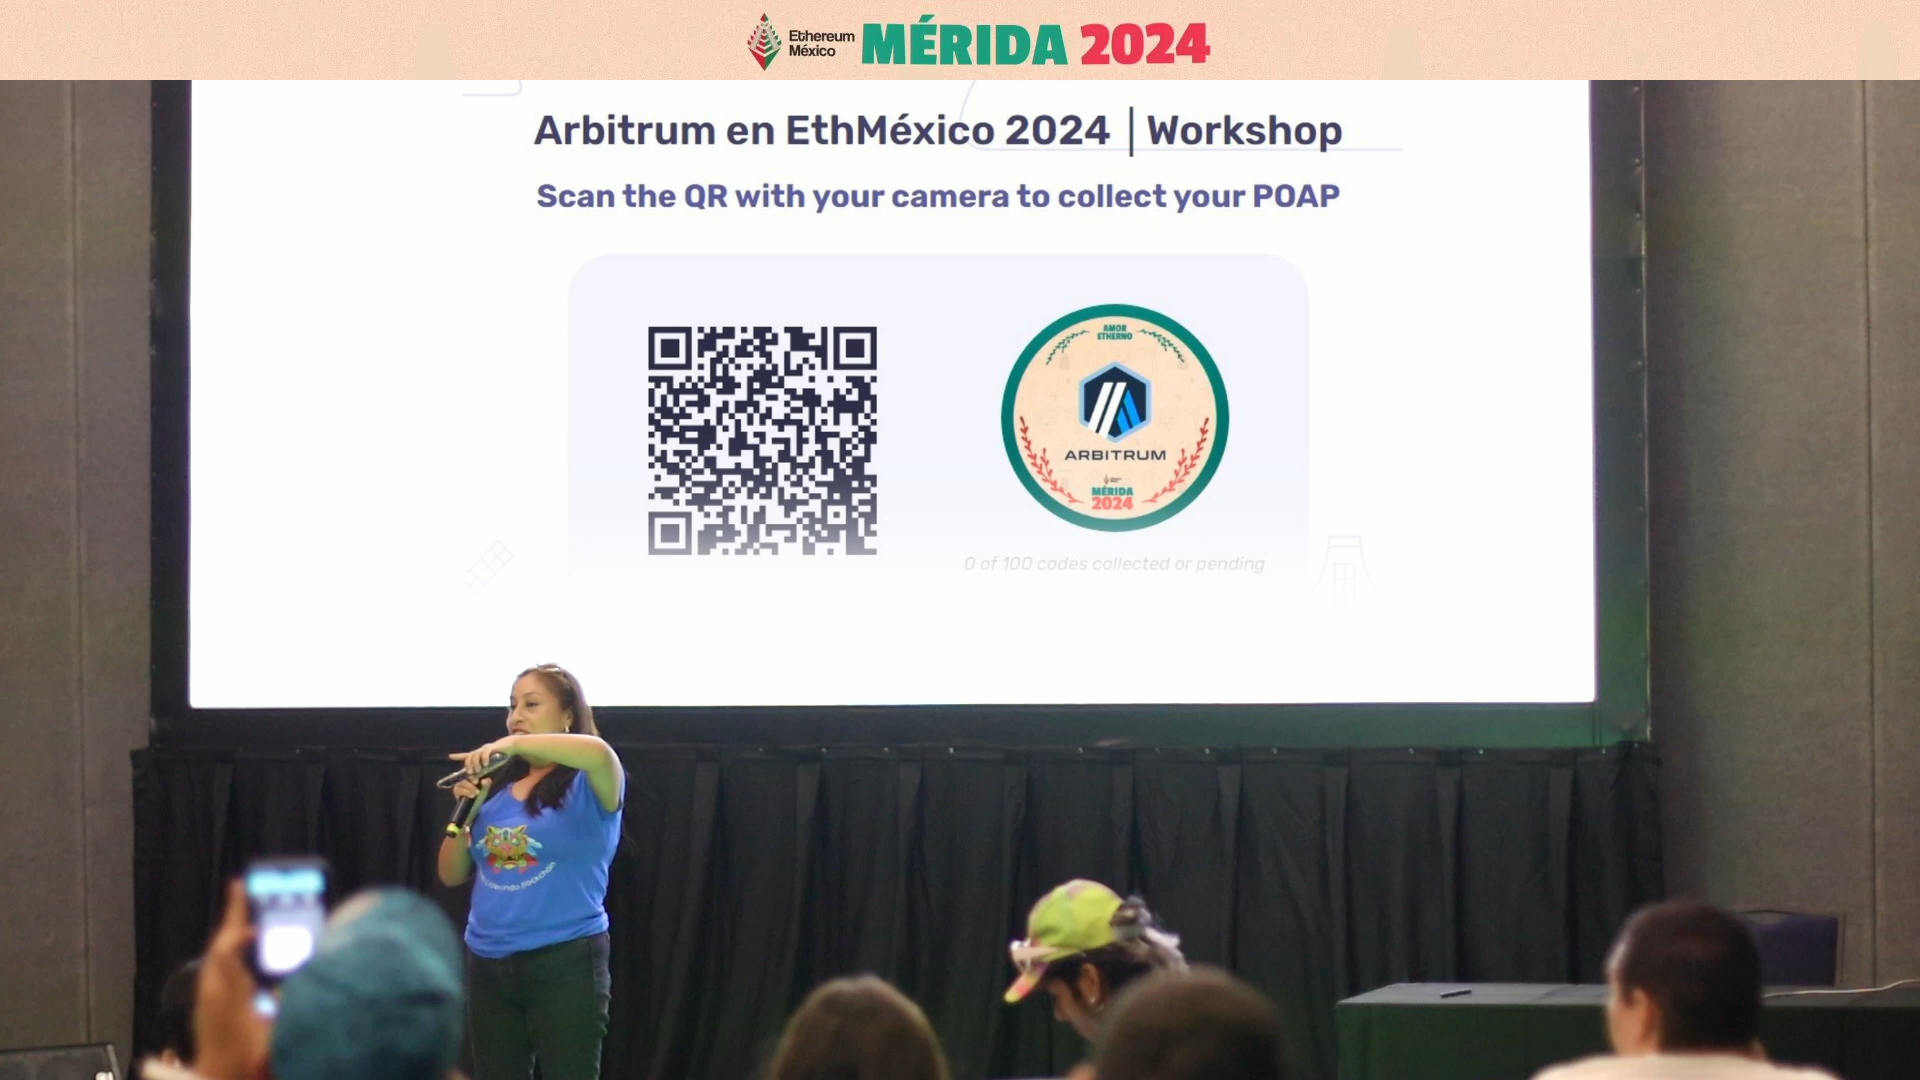 Ethereum
México
MÉRIDA 2024
Arbitrum en EthMéxico 2024 | Workshop
Scan the QR with your camera to collect your POAP
AMOR
ETHERNO
ARBITRUM
MÉRIDA
2024
0 of 100 codes collected or pending